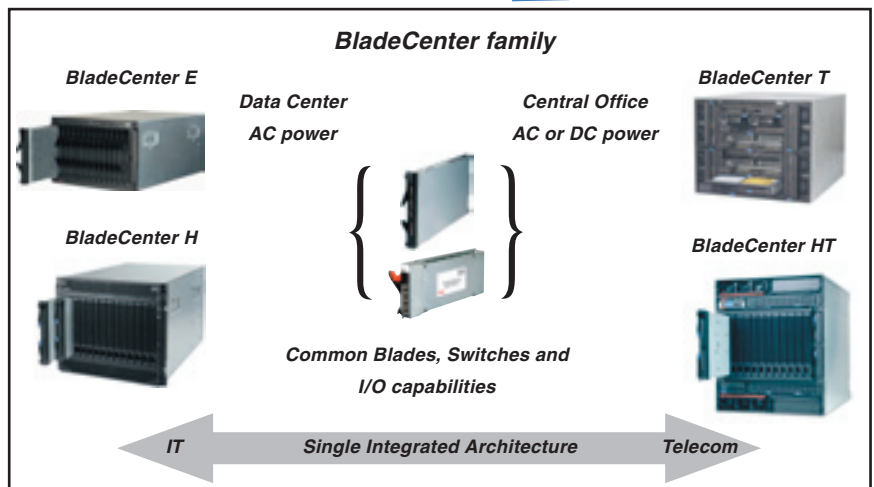 BladeCenter family
BladeCenter E
Data Center
AC power
Central Office
AC or DC power
BladeCenter T
BladeCenter H
BladeCenter HT
Common Blades, Switches and
I/O capabilities
IT
Single Integrated Architecture
Telecom